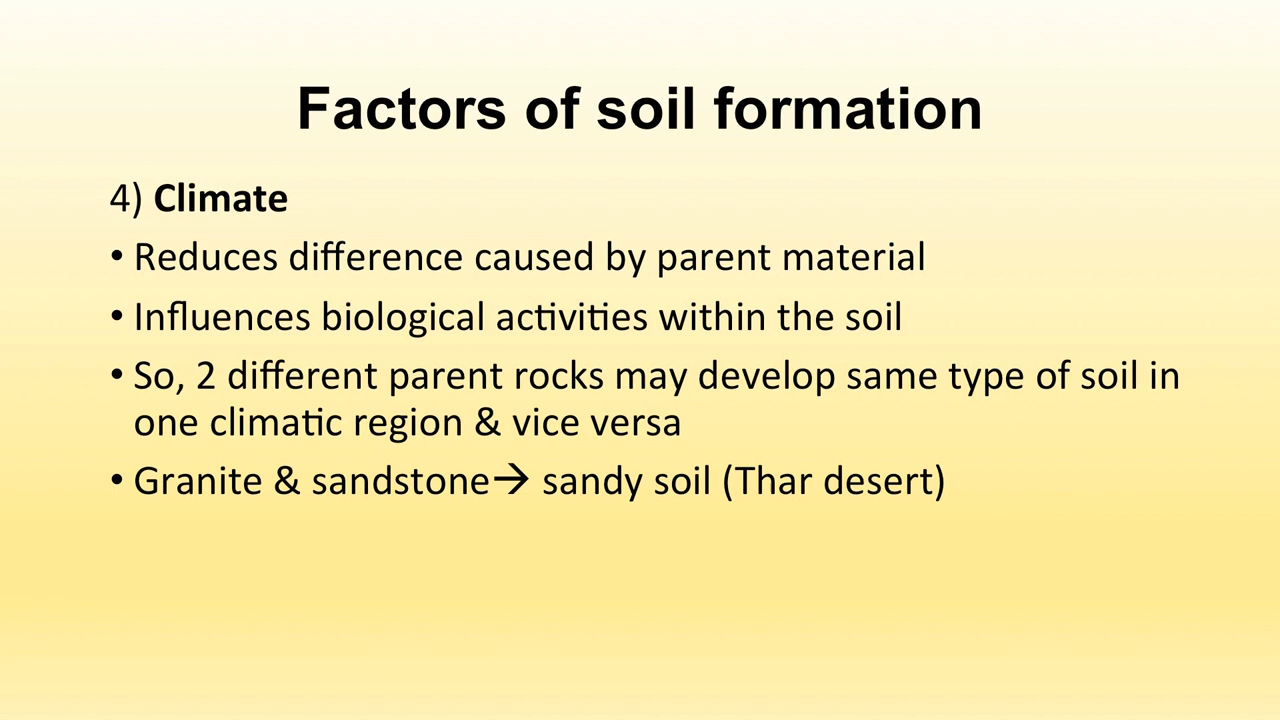 Factors of soil formation
4) Climate
• Reduces difference caused by parent material
• Influences biological activities within the soil
• So, 2 different parent rocks may develop same type of soil in
one climatic region & vice versa
• Granite & sandstone→ sandy soil (Thar desert)